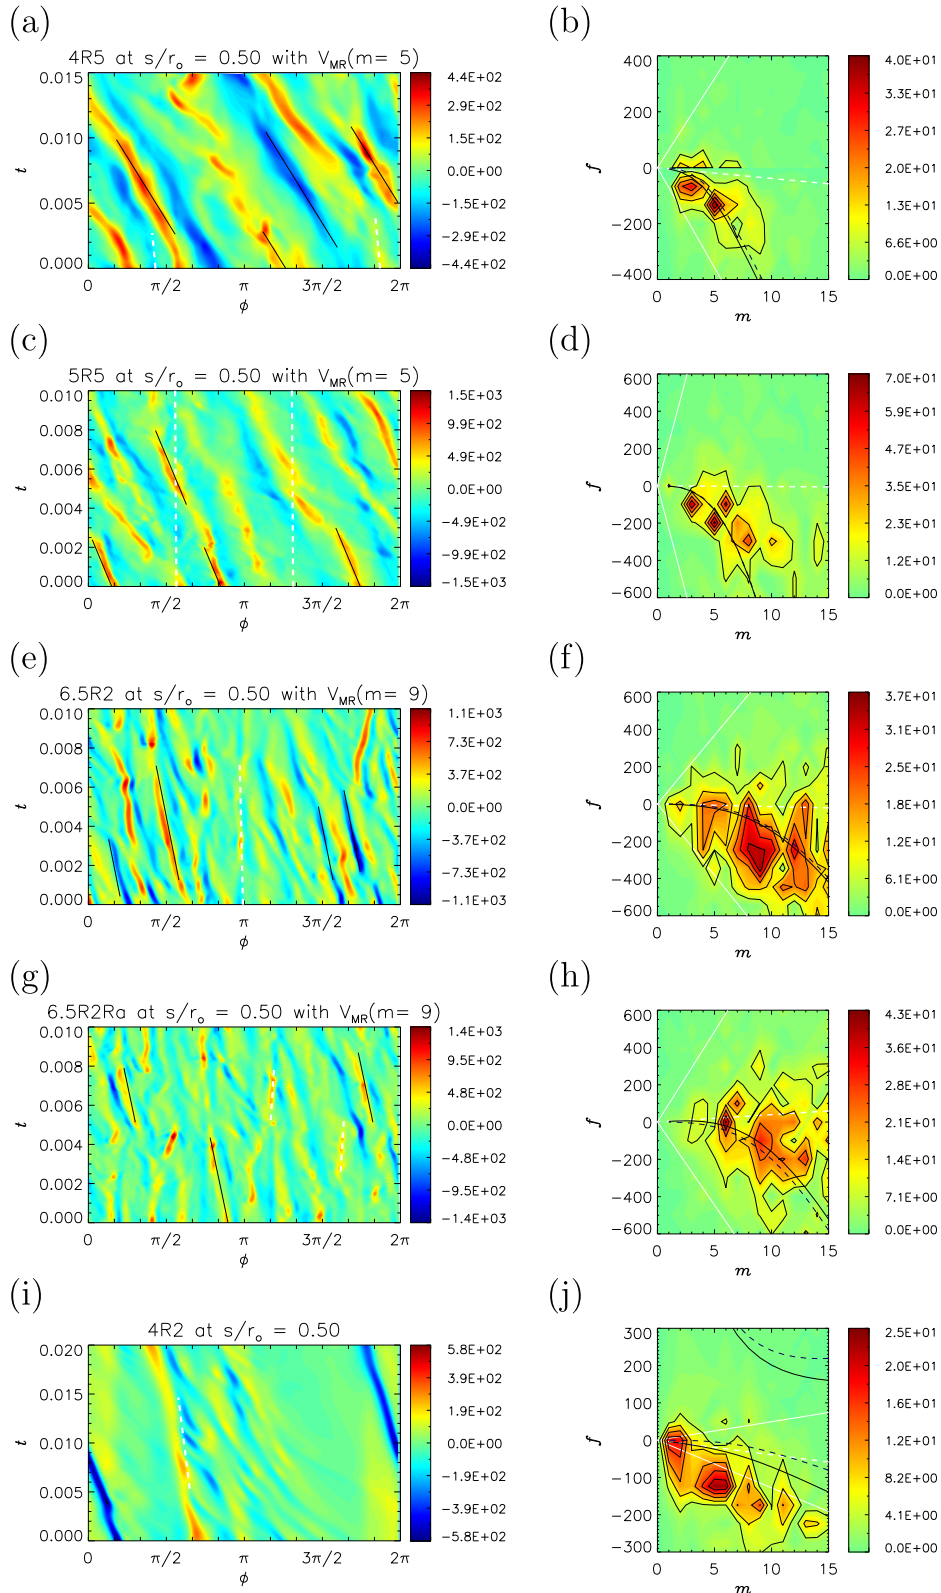 (a)
4R5 at s/r₀ = 0.50 with V_MR(m= 5)
0.015
0.010
0.005
0.000
t
0 π/2 π 3π/2 2π
ϕ
4.4E+02
2.9E+02
1.5E+02
0.0E+00
−1.5E+02
−2.9E+02
−4.4E+02
(b)
400
200
0
−200
−400
f
0 5 10 15
m
4.0E+01
3.3E+01
2.6E+01
2.0E+01
1.3E+01
6.6E+00
0.0E+00
(c)
5R5 at s/r₀ = 0.50 with V_MR(m= 5)
0.010
0.008
0.006
0.004
0.002
0.000
t
0 π/2 π 3π/2 2π
ϕ
1.5E+03
9.9E+02
4.9E+02
0.0E+00
−4.9E+02
−9.9E+02
−1.5E+03
(d)
600
400
200
0
−200
−400
−600
f
0 5 10 15
m
7.0E+01
5.9E+01
4.7E+01
3.5E+01
2.3E+01
1.2E+01
0.0E+00
(e)
6.5R2 at s/r₀ = 0.50 with V_MR(m= 9)
0.010
0.008
0.006
0.004
0.002
0.000
t
0 π/2 π 3π/2 2π
ϕ
1.1E+03
7.3E+02
3.7E+02
0.0E+00
−3.7E+02
−7.3E+02
−1.1E+03
(f)
600
400
200
0
−200
−400
−600
f
0 5 10 15
m
3.7E+01
3.1E+01
2.4E+01
1.8E+01
1.2E+01
6.1E+00
0.0E+00
(g)
6.5R2Ra at s/r₀ = 0.50 with V_MR(m= 9)
0.010
0.008
0.006
0.004
0.002
0.000
t
0 π/2 π 3π/2 2π
ϕ
1.4E+03
9.5E+02
4.8E+02
0.0E+00
−4.8E+02
−9.5E+02
−1.4E+03
(h)
600
400
200
0
−200
−400
−600
f
0 5 10 15
m
4.3E+01
3.5E+01
2.8E+01
2.1E+01
1.4E+01
7.1E+00
0.0E+00
(i)
4R2 at s/r₀ = 0.50
0.020
0.015
0.010
0.005
0.000
t
0 π/2 π 3π/2 2π
ϕ
5.8E+02
3.9E+02
1.9E+02
0.0E+00
−1.9E+02
−3.9E+02
−5.8E+02
(j)
300
200
100
0
−100
−200
−300
f
0 5 10 15
m
2.5E+01
2.1E+01
1.7E+01
1.3E+01
8.4E+00
4.2E+00
0.0E+00